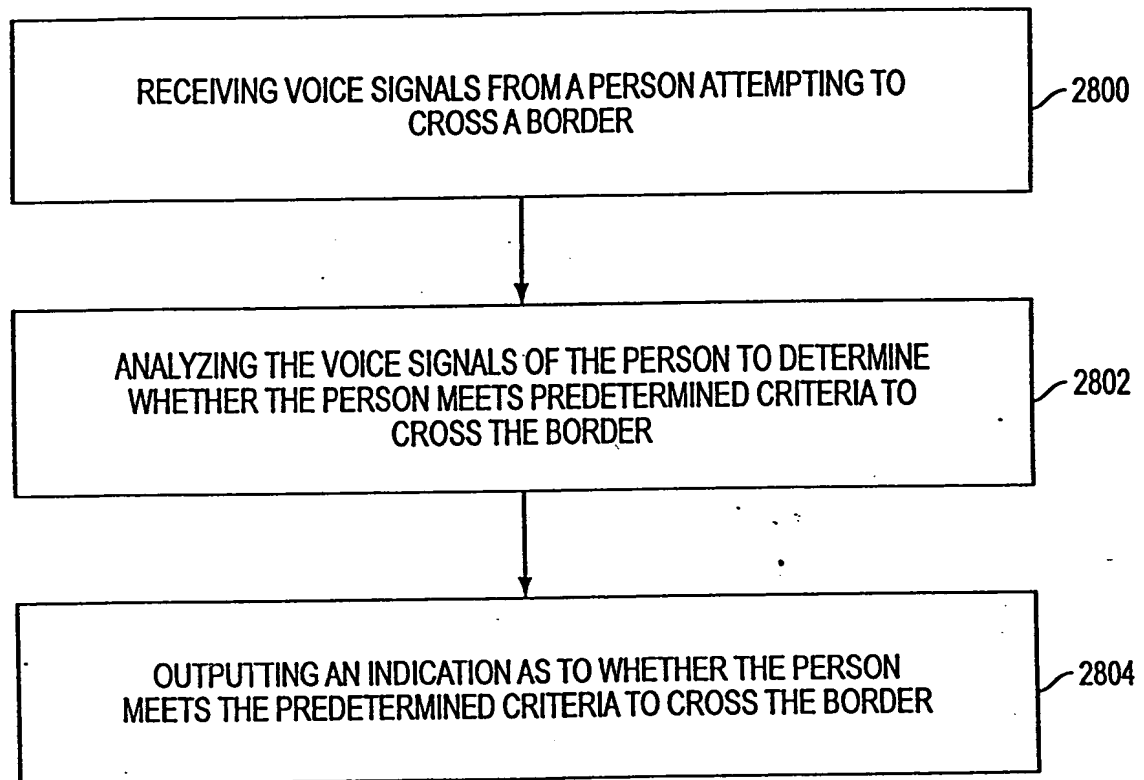 RECEIVING VOICE SIGNALS FROM A PERSON ATTEMPTING TO
CROSS A BORDER
2800
ANALYZING THE VOICE SIGNALS OF THE PERSON TO DETERMINE
WHETHER THE PERSON MEETS PREDETERMINED CRITERIA TO
CROSS THE BORDER
2802
OUTPUTTING AN INDICATION AS TO WHETHER THE PERSON
MEETS THE PREDETERMINED CRITERIA TO CROSS THE BORDER
2804